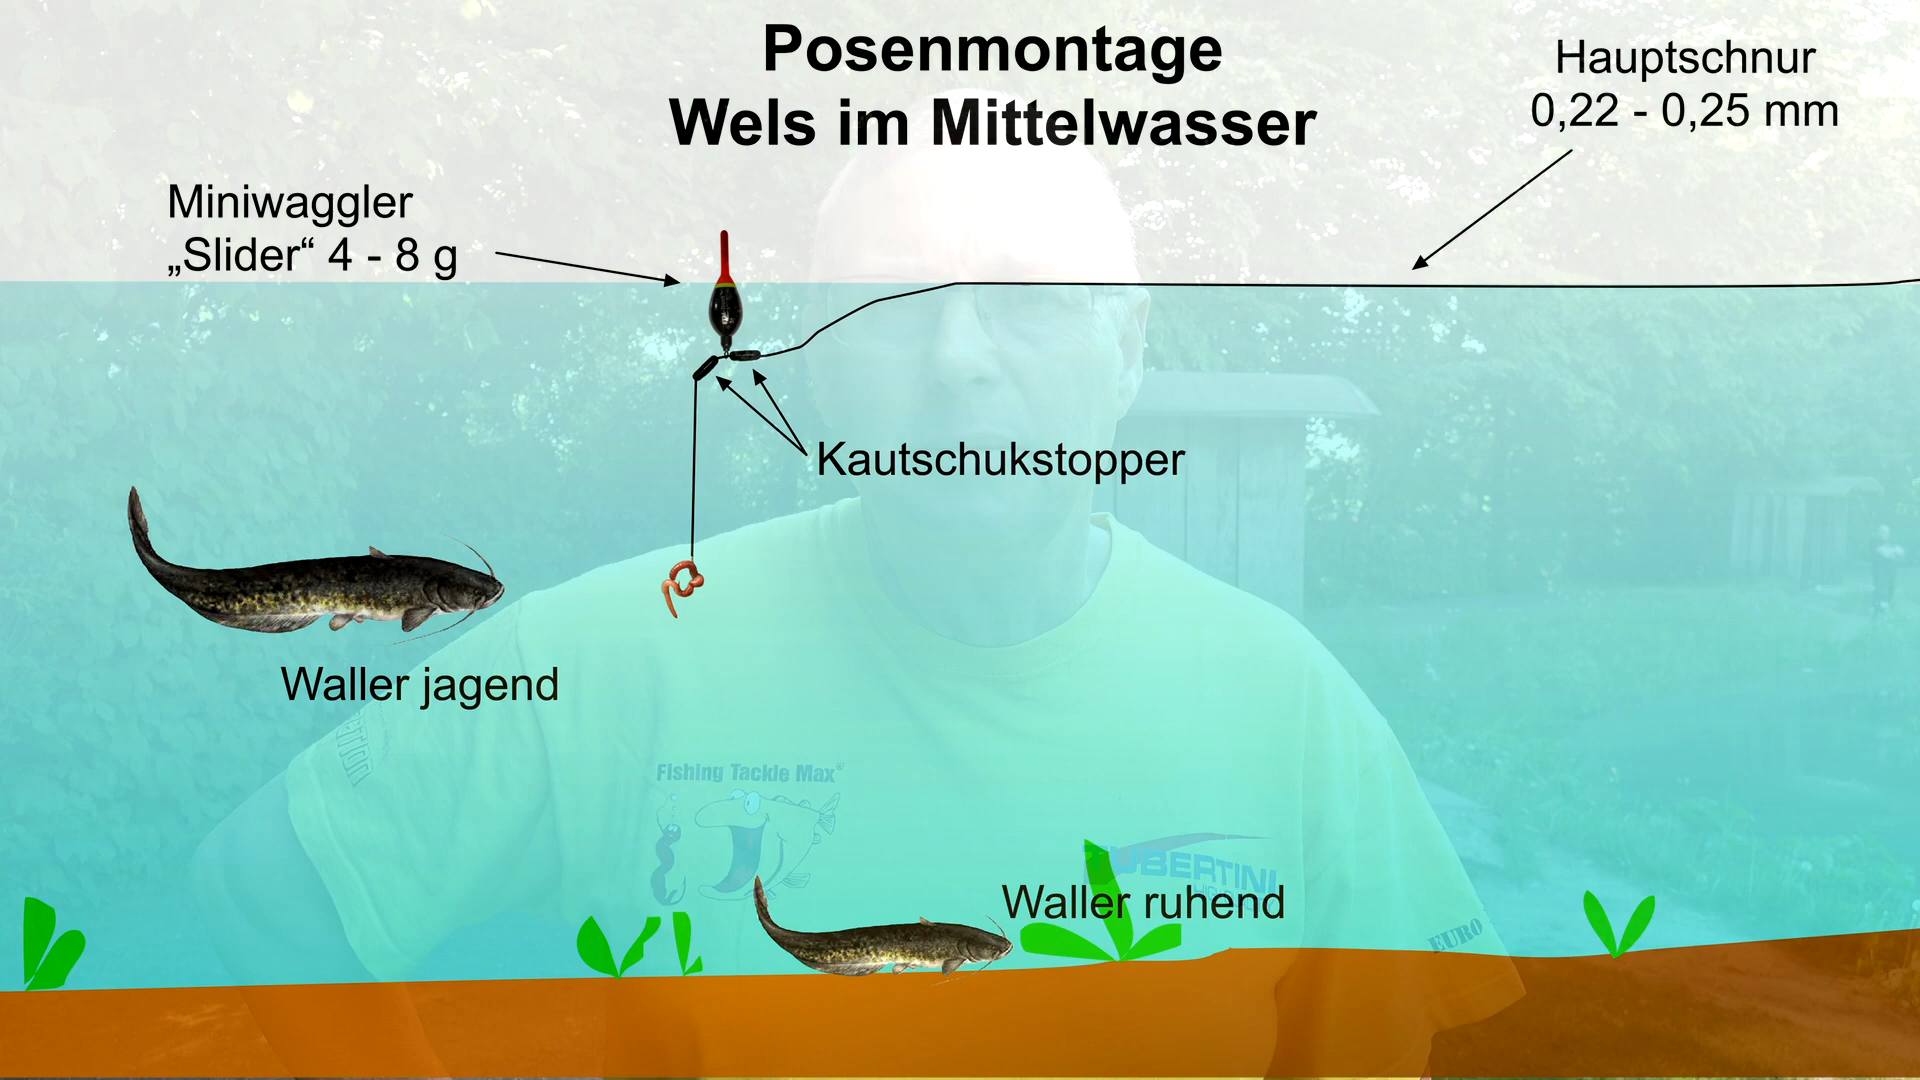 Posenmontage
Wels im Mittelwasser
Hauptschnur
0,22 - 0,25 mm
Miniwaggler
„Slider“ 4 - 8 g
Kautschukstopper
Waller jagend
Fishing Tackle Max®
Waller ruhend
EURO